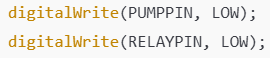 digitalWrite(PUMPPIN, LOW);
digitalWrite(RELAYPIN, LOW);